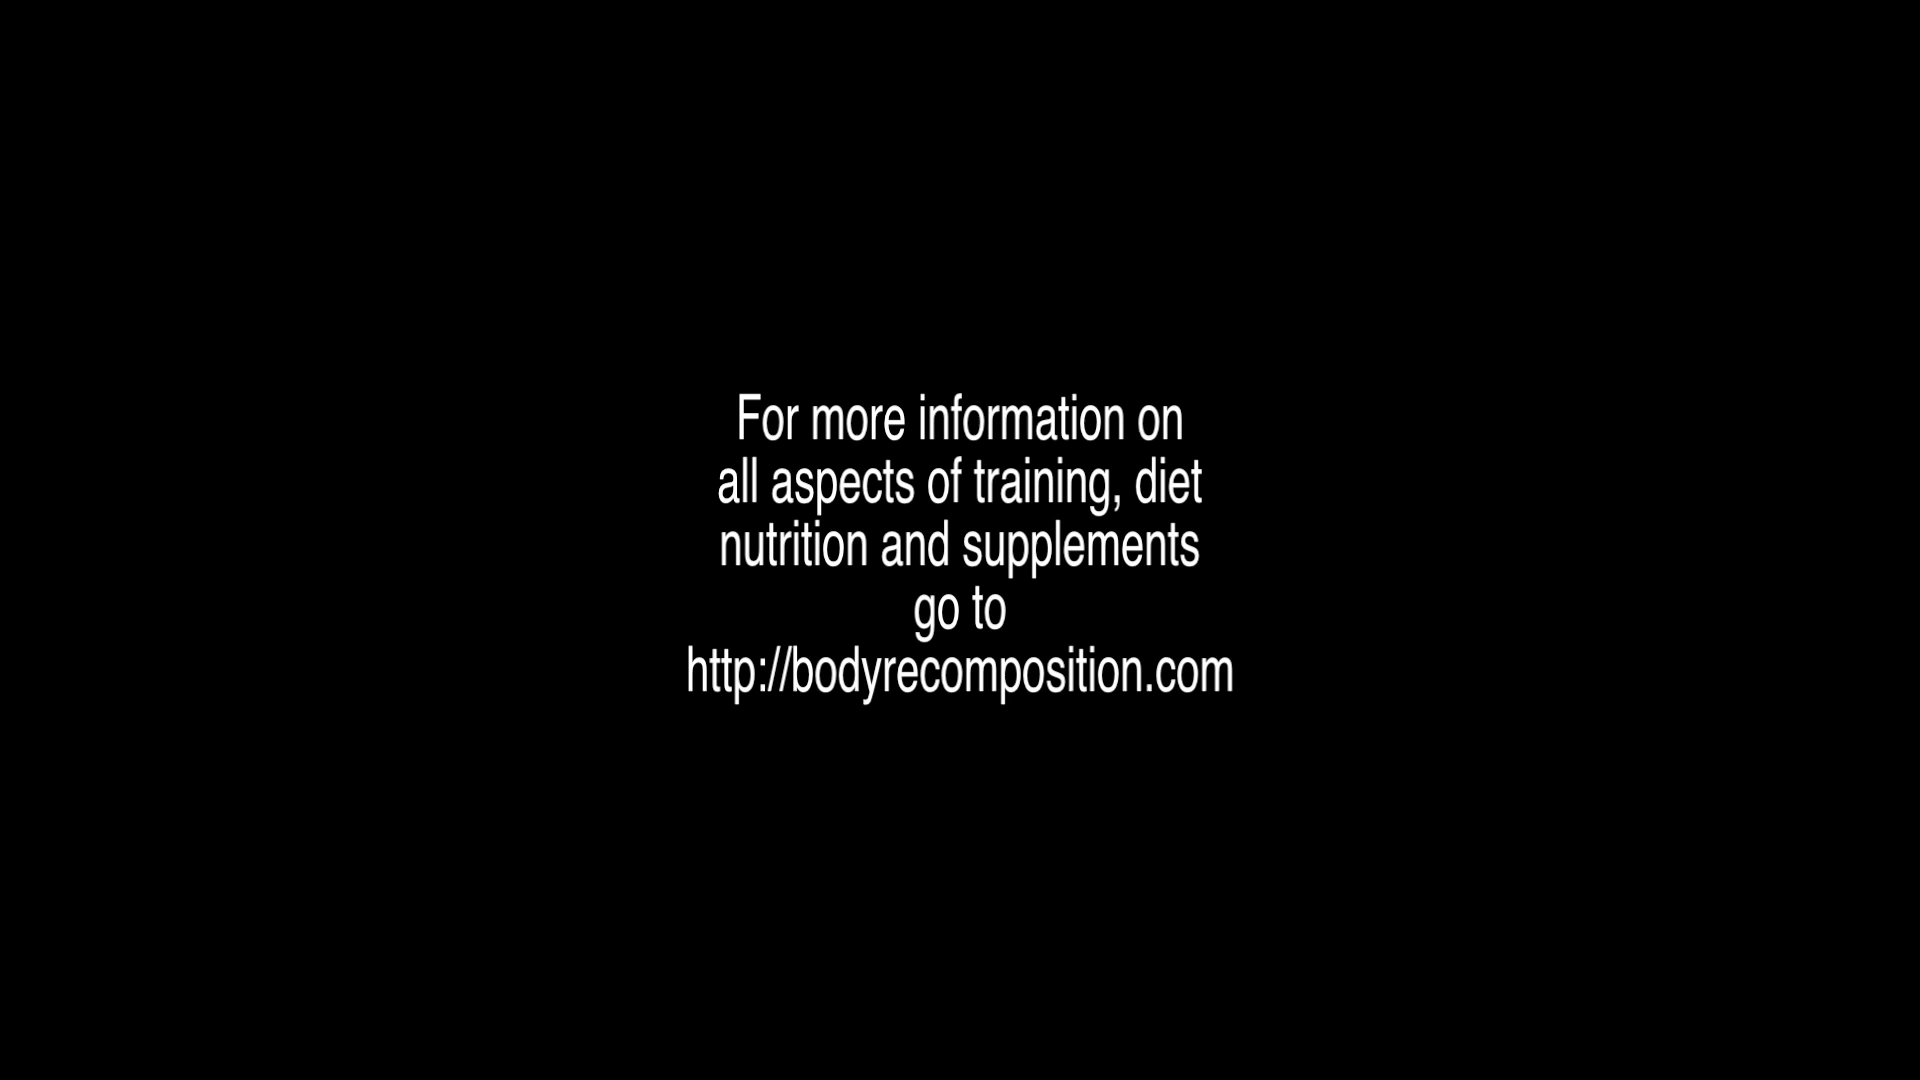 For more information on
all aspects of training, diet
nutrition and supplements
go to
http://bodyrecomposition.com